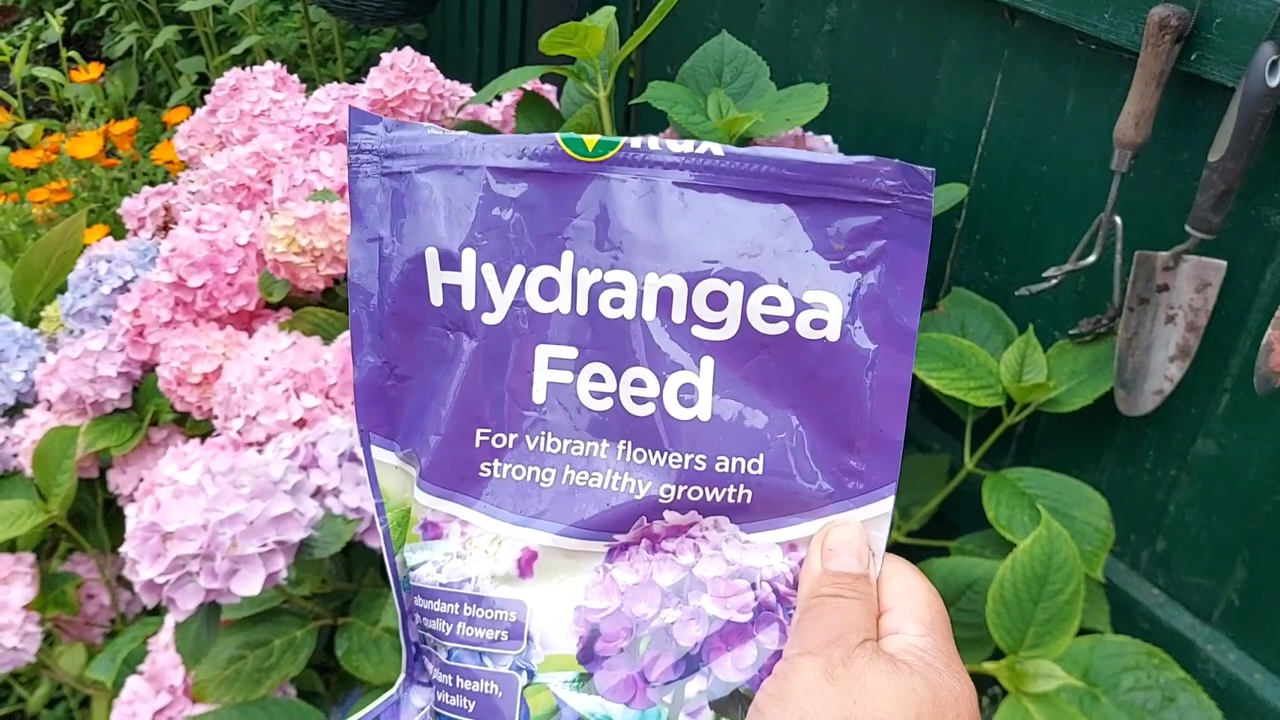 Hydrangea
Feed
For vibrant flowers and
strong healthy growth
abundant blooms
quality flowers
plant health,
vitality